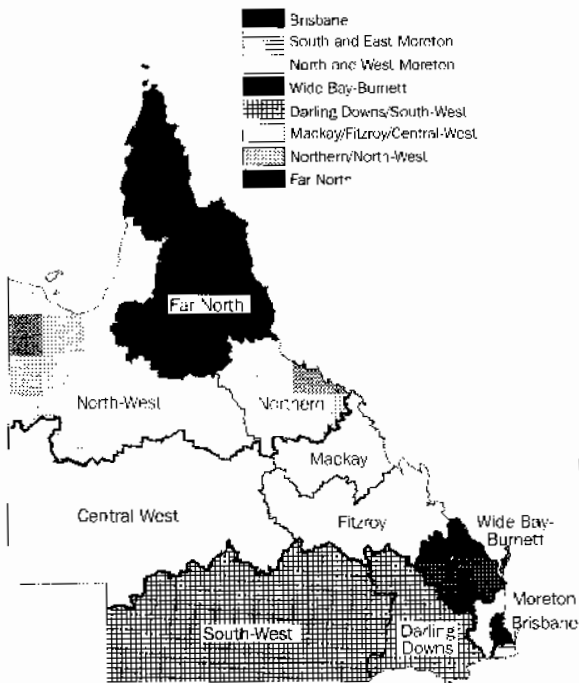 Brisbane
South and East Moreton
North and West Moreton
Wide Bay-Burnett
Darling Downs/South-West
Mackay/Fitzroy/Central-West
Northern/North-West
Far North
Far North
North-West
Northern
Mackay
Central West
Fitzroy
Wide Bay-
Burnett
Moreton
Brisbane
South-West
Darling
Downs